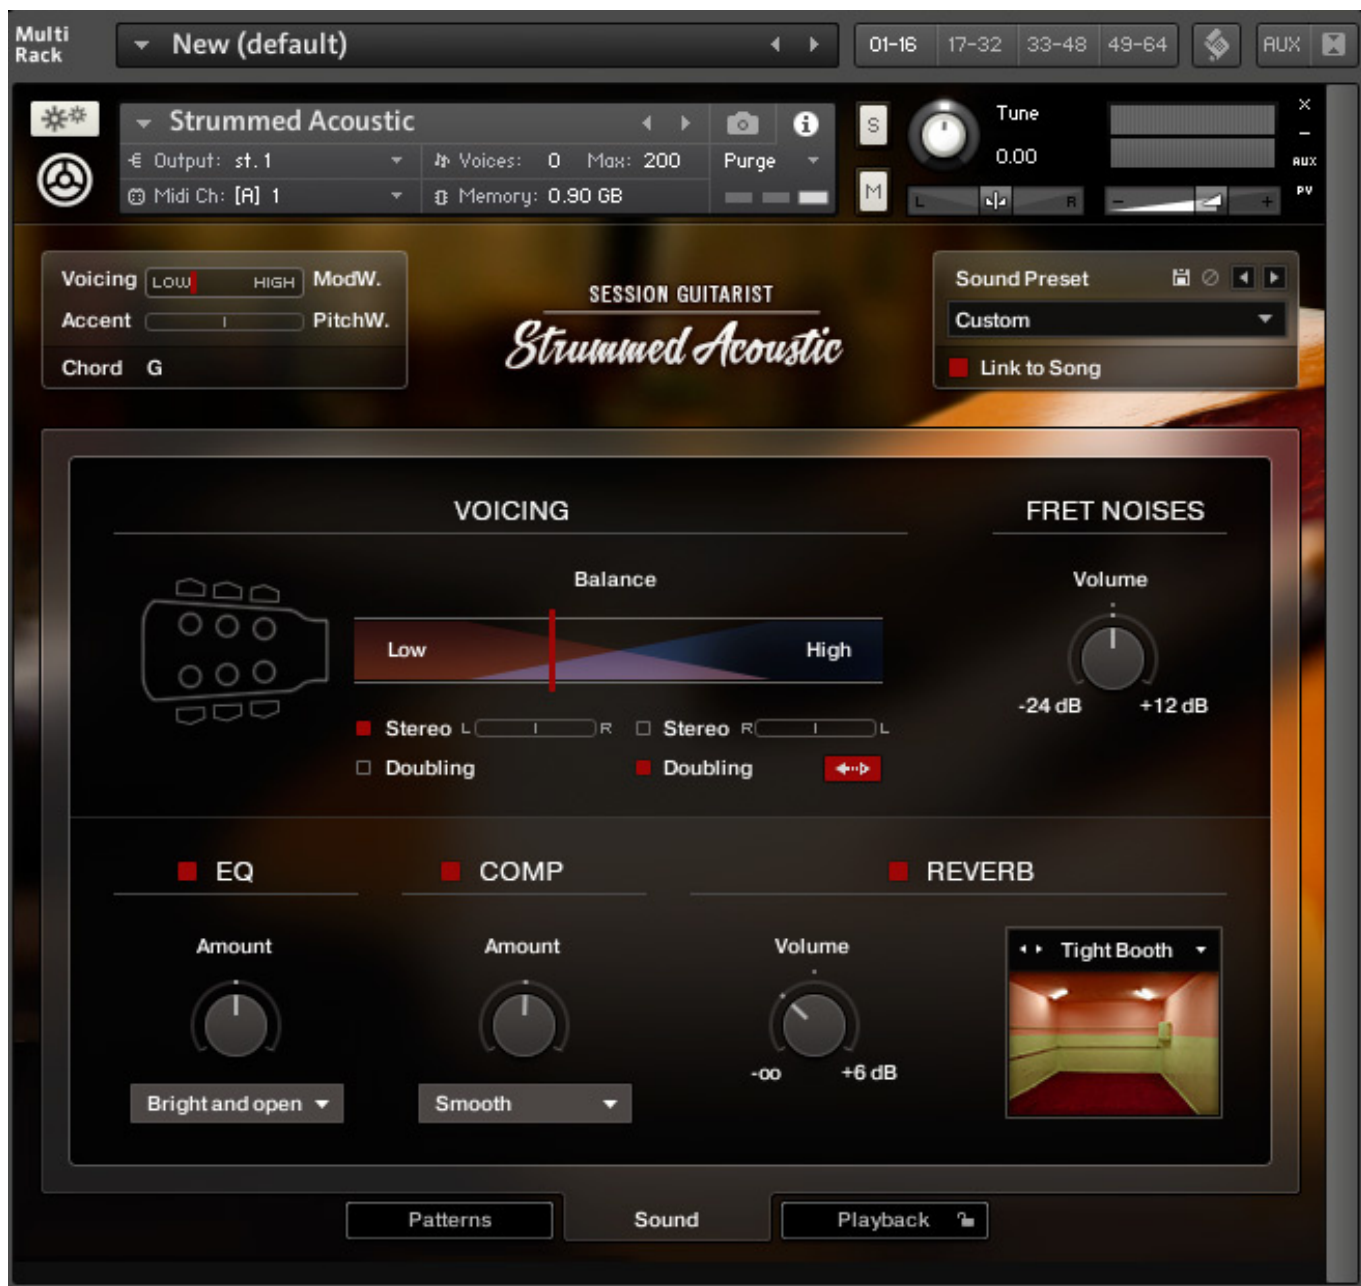 Multi Rack
New (default)
01-16 17-32 33-48 49-64 AUX
Strummed Acoustic
Output: st. 1 Voices: 0 Max: 200 Purge
Midi Ch: [A] 1 Memory: 0.90 GB
S
M
Tune
0.00
L R - +
×
–
AUX
PV
Voicing LOW HIGH ModW.
Accent PitchW.
Chord G
SESSION GUITARIST
Strummed Acoustic
Sound Preset
Custom
Link to Song
VOICING
FRET NOISES
Balance
Volume
Low High
-24 dB +12 dB
Stereo L R Stereo R L
Doubling Doubling
EQ COMP REVERB
Amount Amount Volume
Tight Booth
-oo +6 dB
Bright and open Smooth
Patterns Sound Playback